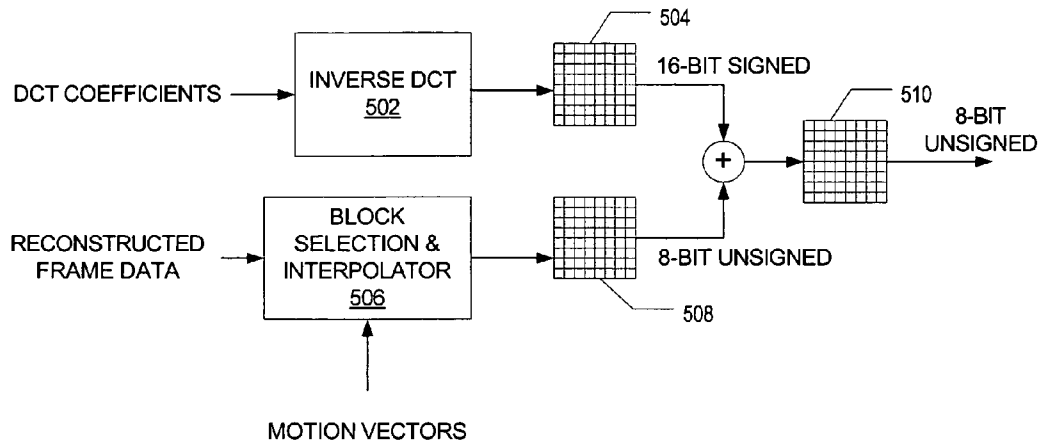 504
16-BIT SIGNED
510
DCT COEFFICIENTS
INVERSE DCT
502
8-BIT
UNSIGNED
+
RECONSTRUCTED
FRAME DATA
BLOCK
SELECTION &
INTERPOLATOR
506
8-BIT UNSIGNED
508
MOTION VECTORS